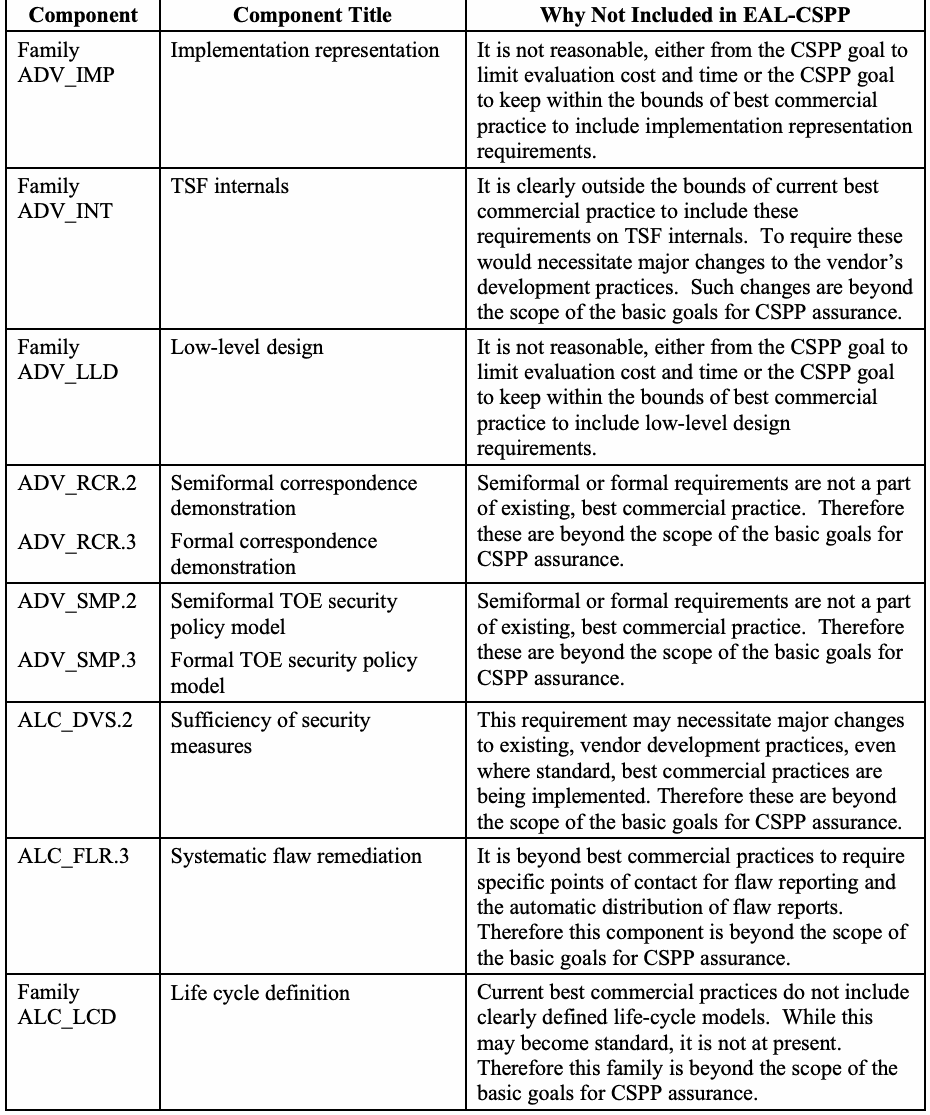 Component
Component Title
Why Not Included in EAL-CSPP
Family
ADV_IMP
Implementation representation
It is not reasonable, either from the CSPP goal to
limit evaluation cost and time or the CSPP goal
to keep within the bounds of best commercial
practice to include implementation representation
requirements.
Family
ADV_INT
TSF internals
It is clearly outside the bounds of current best
commercial practice to include these
requirements on TSF internals.  To require these
would necessitate major changes to the vendor's
development practices.  Such changes are beyond
the scope of the basic goals for CSPP assurance.
Family
ADV_LLD
Low-level design
It is not reasonable, either from the CSPP goal to
limit evaluation cost and time or the CSPP goal
to keep within the bounds of best commercial
practice to include low-level design
requirements.
ADV_RCR.2
Semiformal correspondence
demonstration
ADV_RCR.3
Formal correspondence
demonstration
Semiformal or formal requirements are not a part
of existing, best commercial practice.  Therefore
these are beyond the scope of the basic goals for
CSPP assurance.
ADV_SMP.2
Semiformal TOE security
policy model
ADV_SMP.3
Formal TOE security policy
model
Semiformal or formal requirements are not a part
of existing, best commercial practice.  Therefore
these are beyond the scope of the basic goals for
CSPP assurance.
ALC_DVS.2
Sufficiency of security
measures
This requirement may necessitate major changes
to existing, vendor development practices, even
where standard, best commercial practices are
being implemented. Therefore these are beyond
the scope of the basic goals for CSPP assurance.
ALC_FLR.3
Systematic flaw remediation
It is beyond best commercial practices to require
specific points of contact for flaw reporting and
the automatic distribution of flaw reports.
Therefore this component is beyond the scope of
the basic goals for CSPP assurance.
Family
ALC_LCD
Life cycle definition
Current best commercial practices do not include
clearly defined life-cycle models.  While this
may become standard, it is not at present.
Therefore this family is beyond the scope of the
basic goals for CSPP assurance.